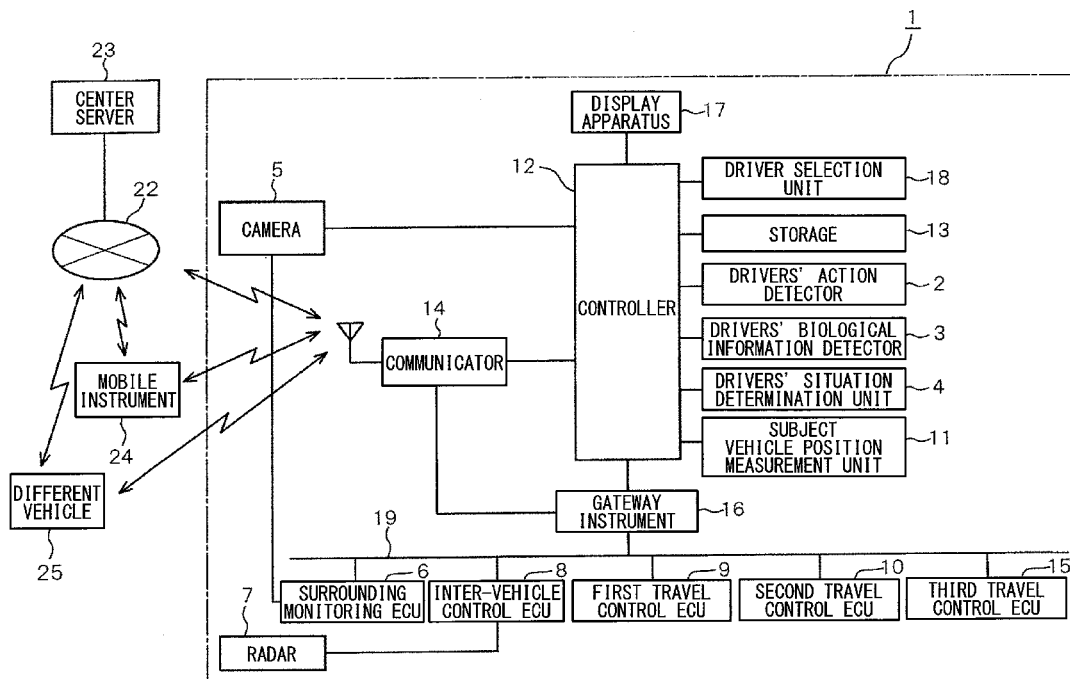 1
23
CENTER
SERVER
22
MOBILE
INSTRUMENT
24
DIFFERENT
VEHICLE
25
DISPLAY
APPARATUS
17
12
CONTROLLER
5
CAMERA
14
COMMUNICATOR
DRIVER SELECTION
UNIT
18
STORAGE
13
DRIVERS' ACTION
DETECTOR
2
DRIVERS' BIOLOGICAL
INFORMATION DETECTOR
3
DRIVERS' SITUATION
DETERMINATION UNIT
4
SUBJECT
VEHICLE POSITION
MEASUREMENT UNIT
11
GATEWAY
INSTRUMENT
16
19
6
SURROUNDING
MONITORING ECU
8
INTER-VEHICLE
CONTROL ECU
9
FIRST TRAVEL
CONTROL ECU
10
SECOND TRAVEL
CONTROL ECU
15
THIRD TRAVEL
CONTROL ECU
7
RADAR